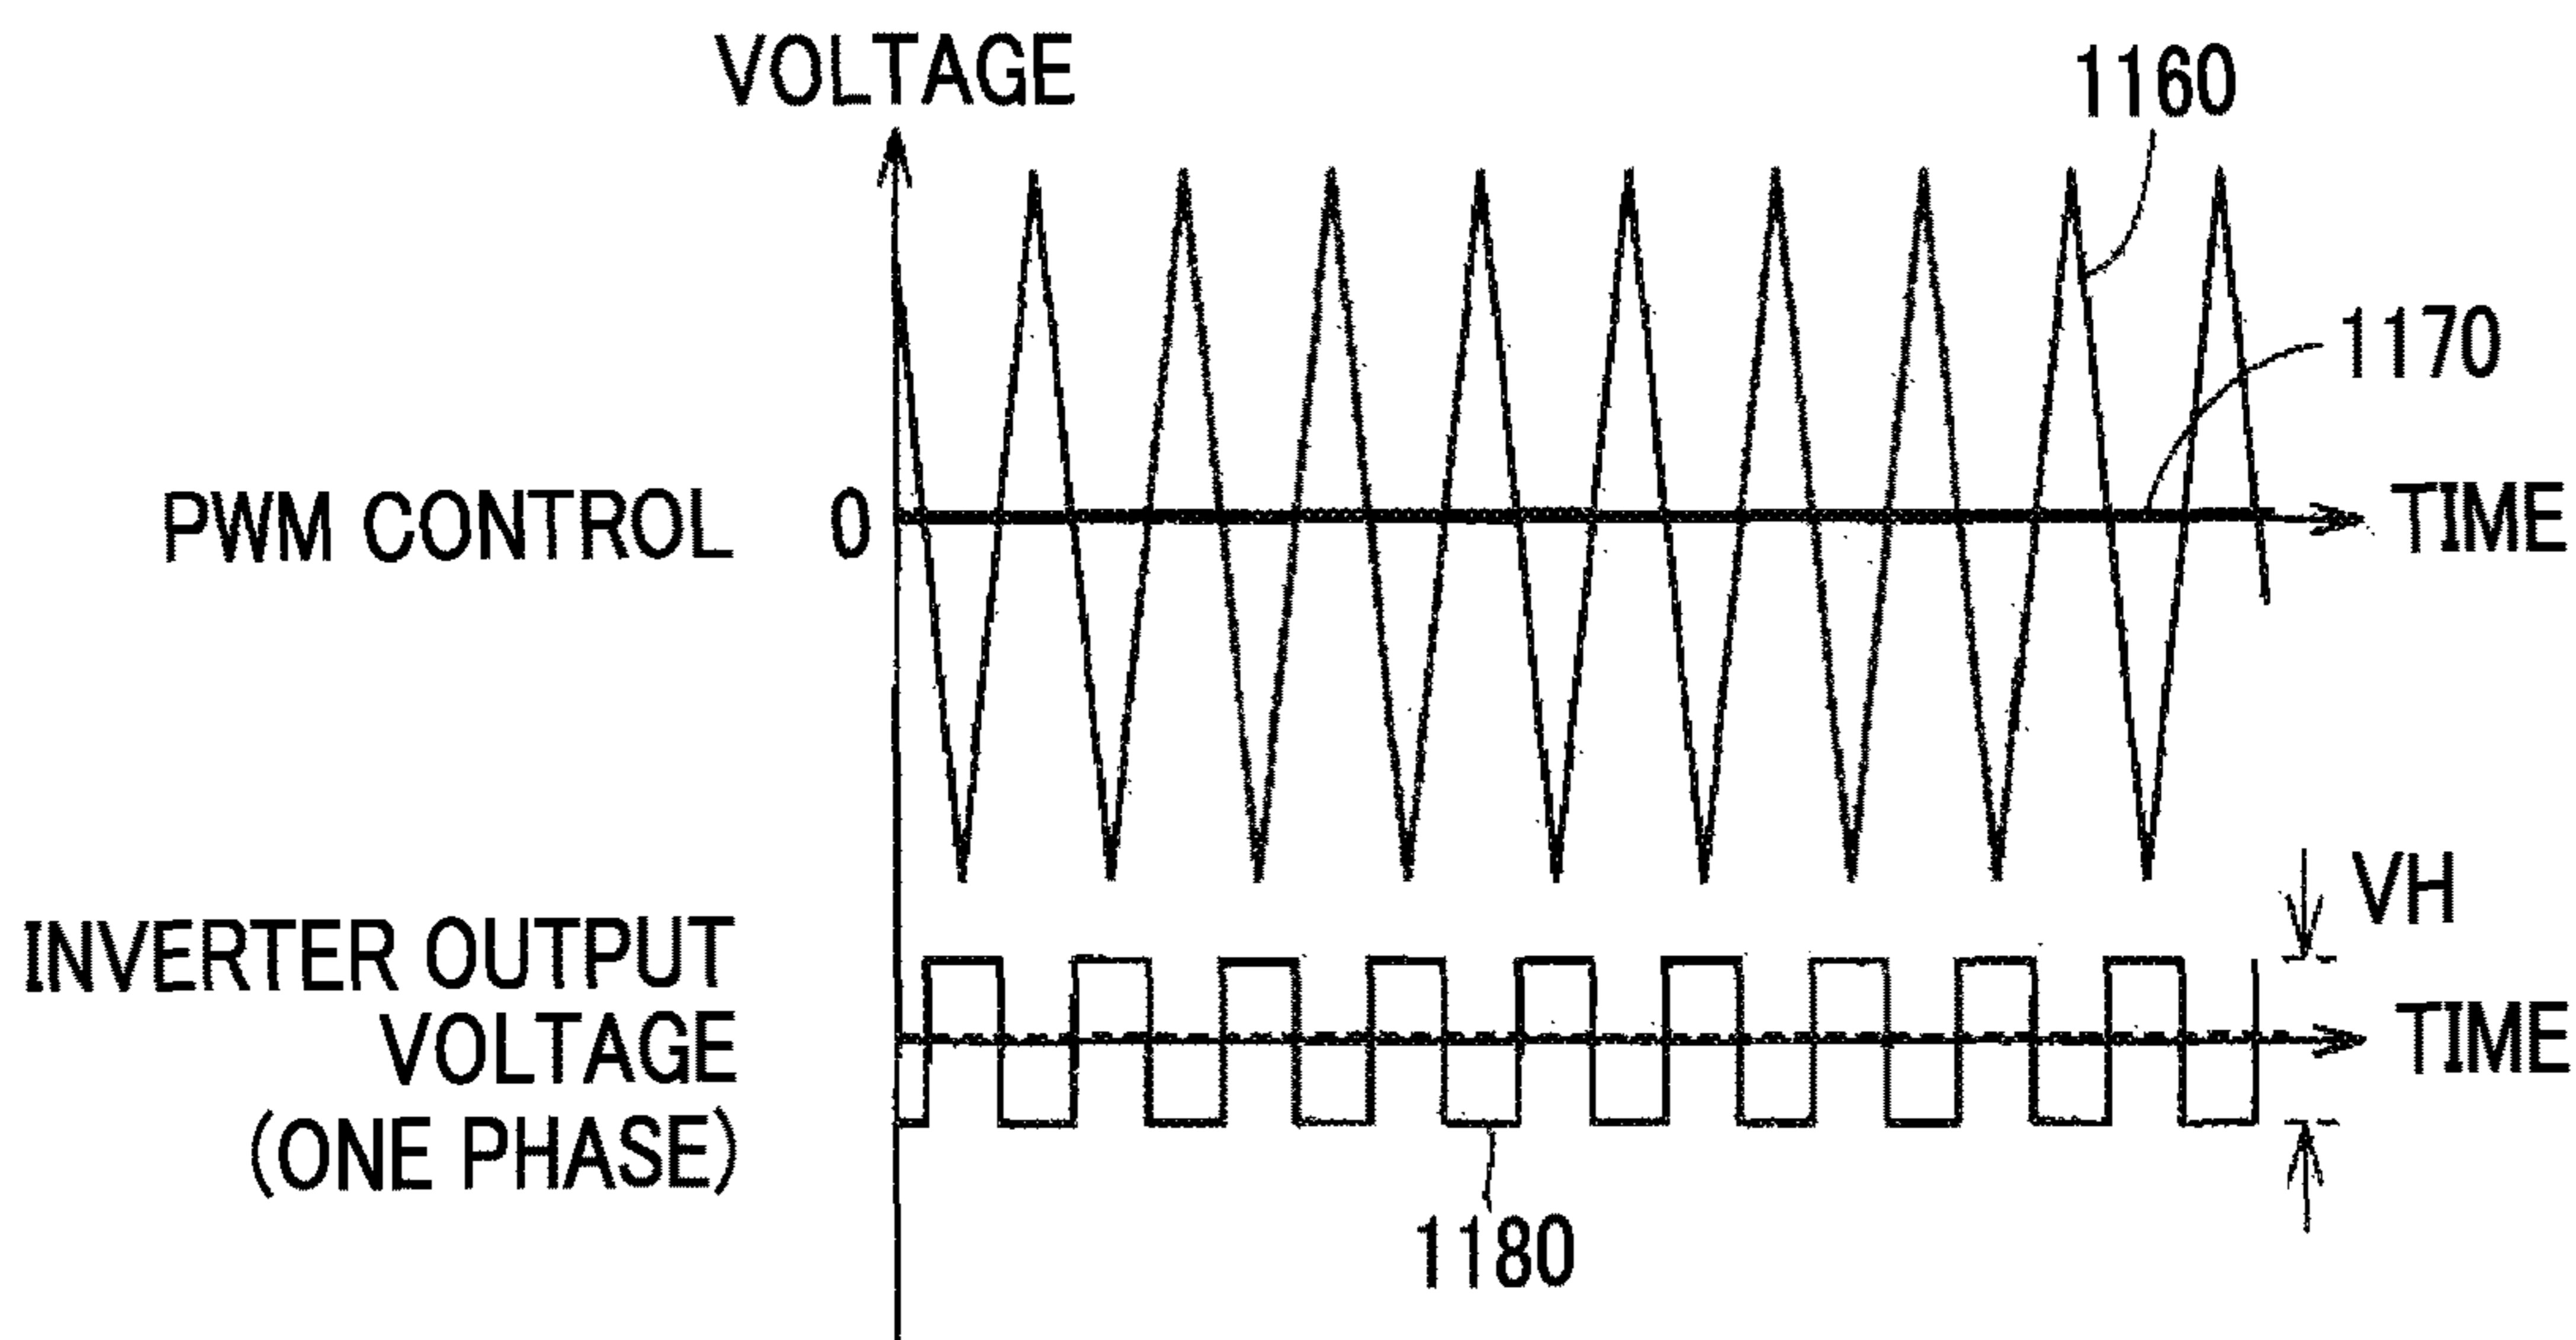 VOLTAGE
1160
1170
PWM CONTROL 0 TIME
VH
INVERTER OUTPUT
VOLTAGE TIME
(ONE PHASE)
1180